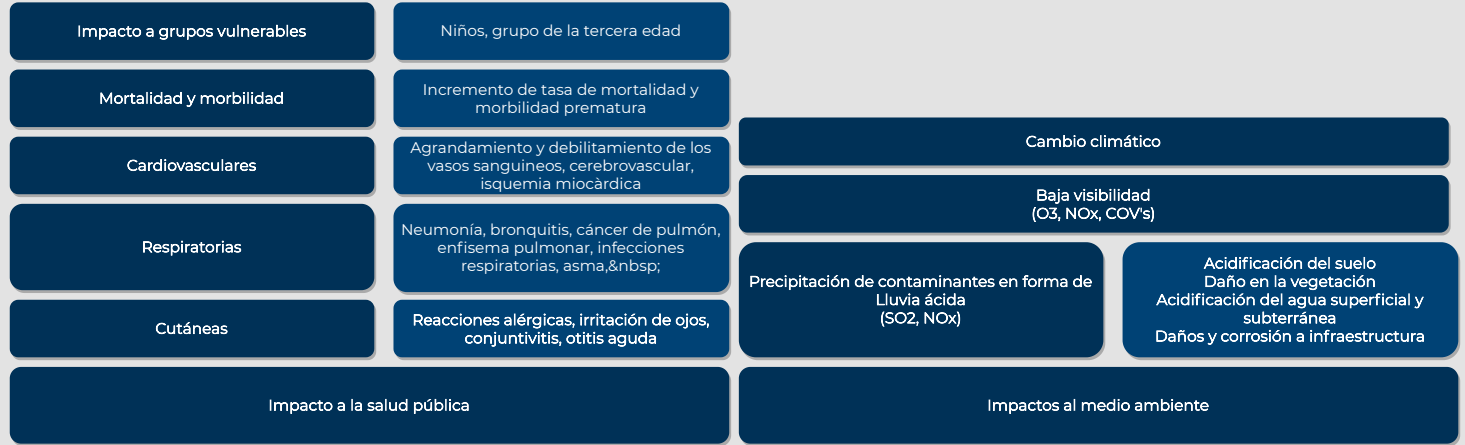 Impacto a grupos vulnerables
Niños, grupo de la tercera edad
Mortalidad y morbilidad
Incremento de tasa de mortalidad y
morbilidad prematura
Cardiovasculares
Agrandamiento y debilitamiento de los
vasos sanguineos, cerebrovascular,
isquemia miocàrdica
Respiratorias
Neumonía, bronquitis, cáncer de pulmón,
enfisema pulmonar, infecciones
respiratorias, asma,&nbsp;
Cutáneas
Reacciones alérgicas, irritación de ojos,
conjuntivitis, otitis aguda
Impacto a la salud pública
Cambio climático
Baja visibilidad
(O3, NOx, COV's)
Precipitación de contaminantes en forma de
Lluvia ácida
(SO2, NOx)
Acidificación del suelo
Daño en la vegetación
Acidificación del agua superficial y
subterránea
Daños y corrosión a infraestructura
Impactos al medio ambiente